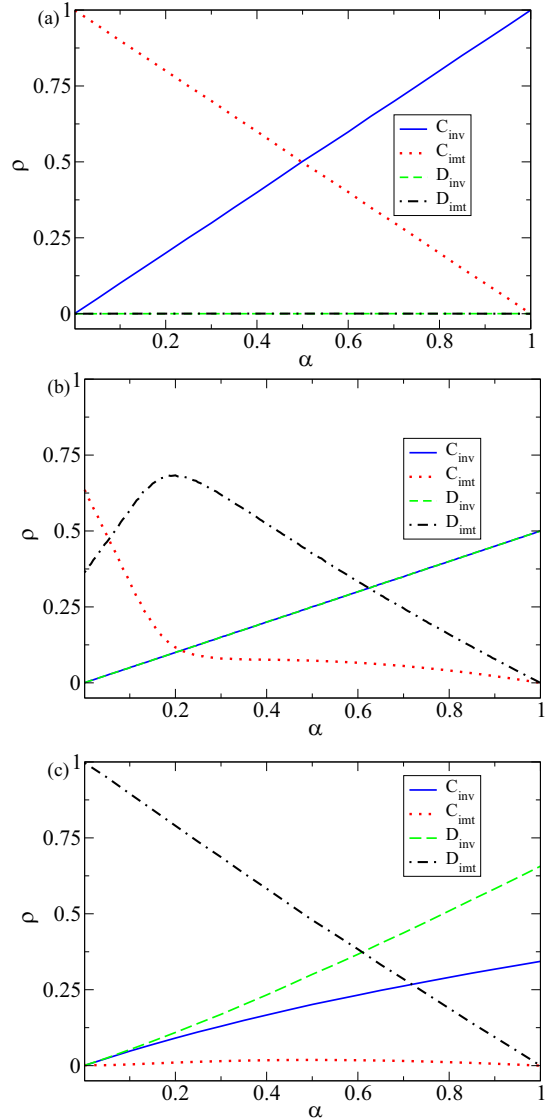 (a)
1
0.75
0.5
0.25
0
ρ
C_inv
C_imt
D_inv
D_imt
0.2 0.4 0.6 0.8 1
α
(b)
1
0.75
0.5
0.25
0
ρ
C_inv
C_imt
D_inv
D_imt
0.2 0.4 0.6 0.8 1
α
(c)
1
0.75
0.5
0.25
0
ρ
C_inv
C_imt
D_inv
D_imt
0.2 0.4 0.6 0.8 1
α